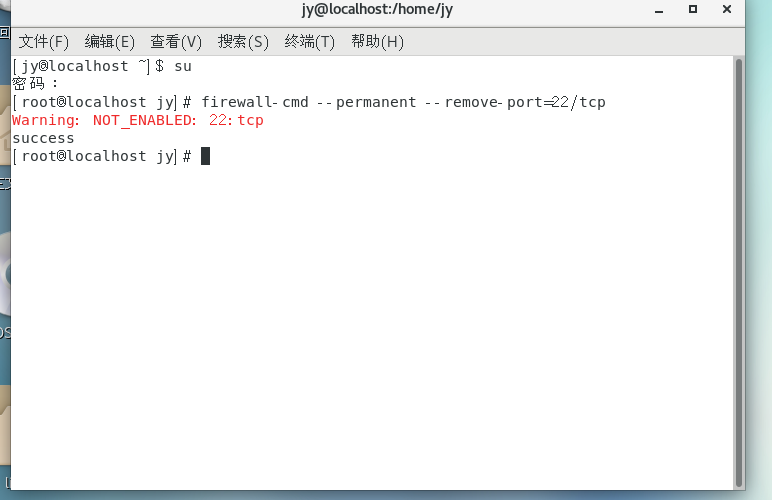 jy@localhost:/home/jy
文件(F) 编辑(E) 查看(V) 搜索(S) 终端(T) 帮助(H)
[jy@localhost ~]$ su
密码：
[root@localhost jy]# firewall-cmd --permanent --remove-port=22/tcp
Warning: NOT_ENABLED: 22:tcp
success
[root@localhost jy]#